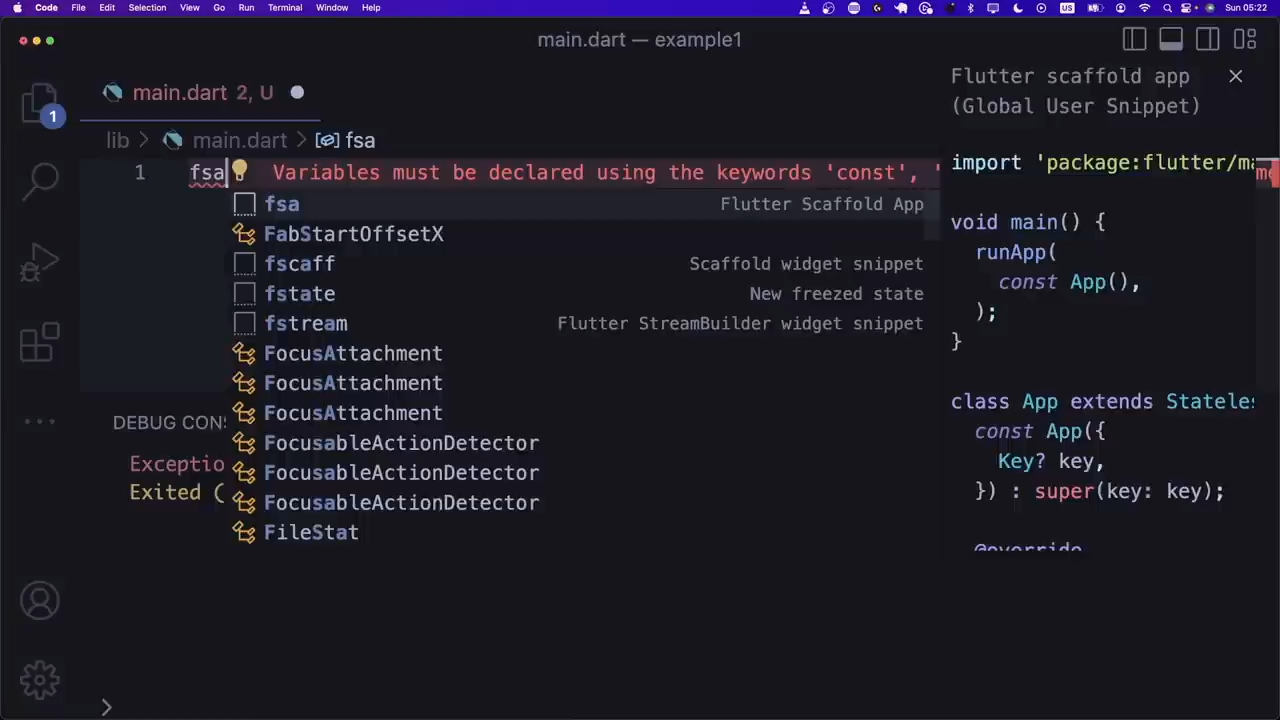 Code File Edit Selection View Go Run Terminal Window Help US Sun 05:22
main.dart — example1
main.dart 2, U
1
lib > main.dart > fsa
1 fsa Variables must be declared using the keywords 'const', '
fsa Flutter Scaffold App
FabStartOffsetX
fscaff Scaffold widget snippet
fstate New freezed state
fstream Flutter StreamBuilder widget snippet
FocusAttachment
FocusAttachment
FocusAttachment
FocusableActionDetector
FocusableActionDetector
FocusableActionDetector
FileStat
DEBUG CONS
Exceptio
Exited (
>
Flutter scaffold app
(Global User Snippet)
import 'package:flutter/ma
void main() {
runApp(
const App(),
);
}
class App extends Stateles
const App({
Key? key,
}) : super(key: key);
@override